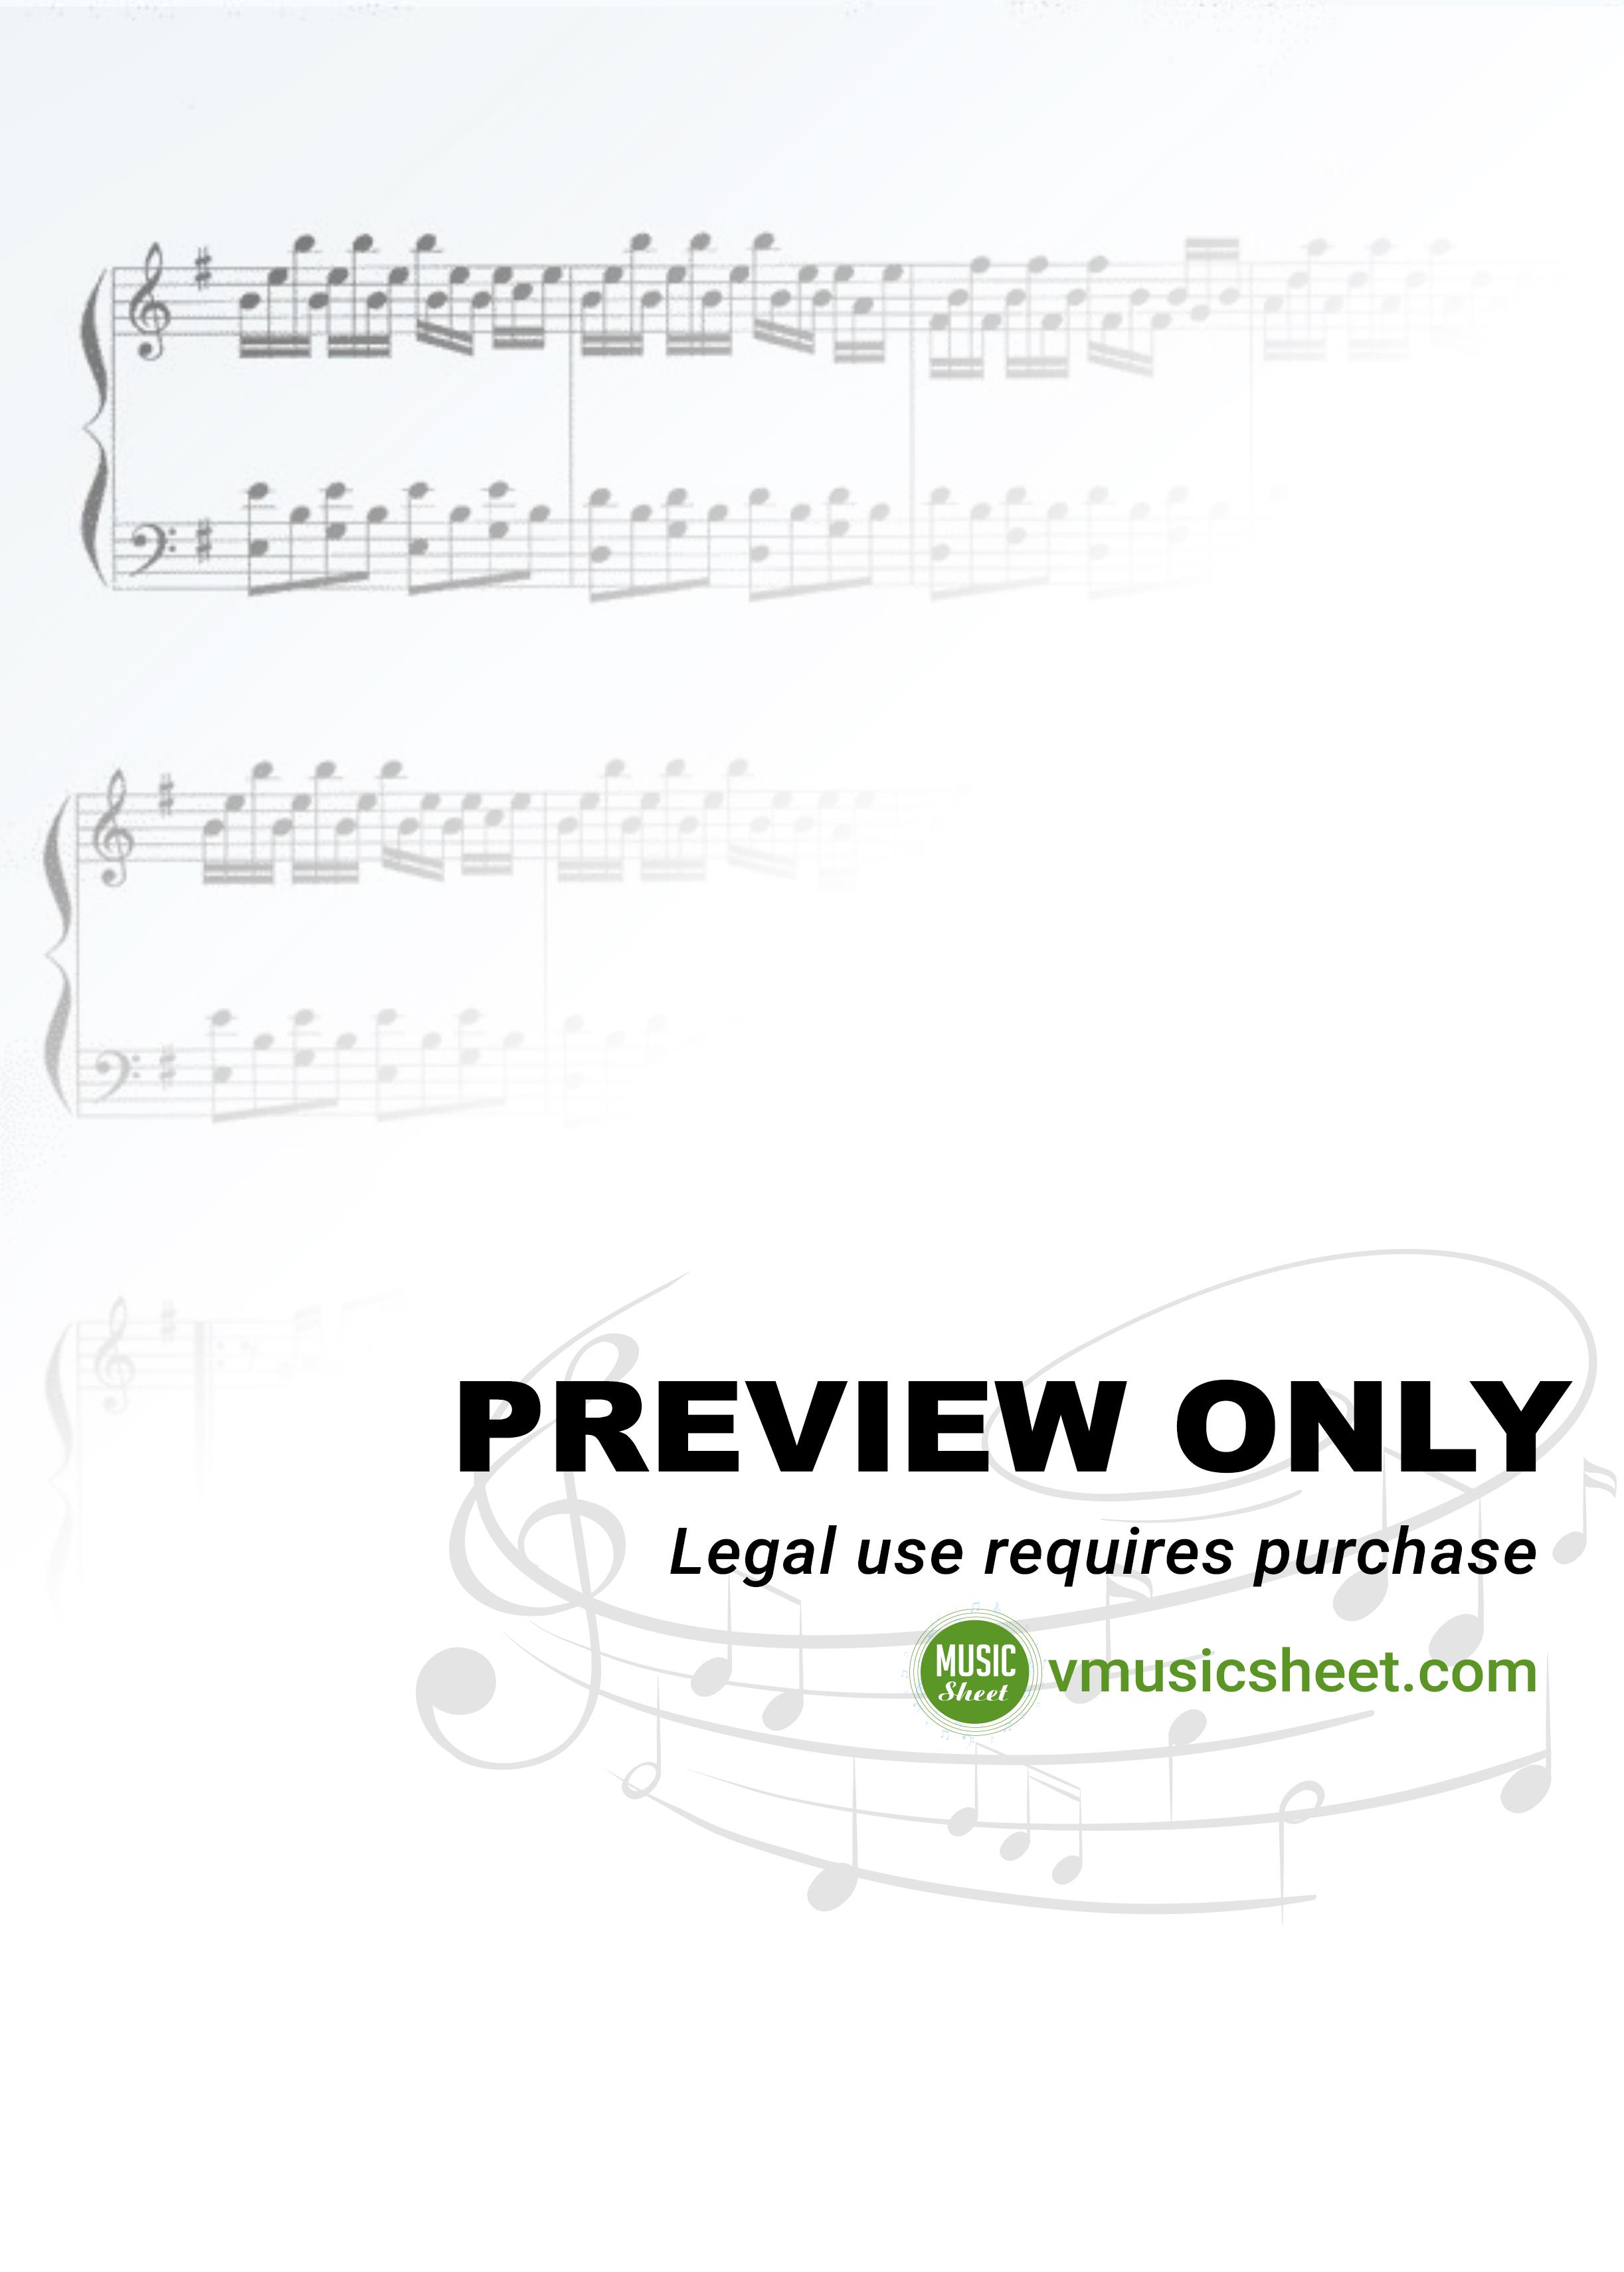 PREVIEW ONLY
Legal use requires purchase
MUSIC
Sheet
vmusicsheet.com